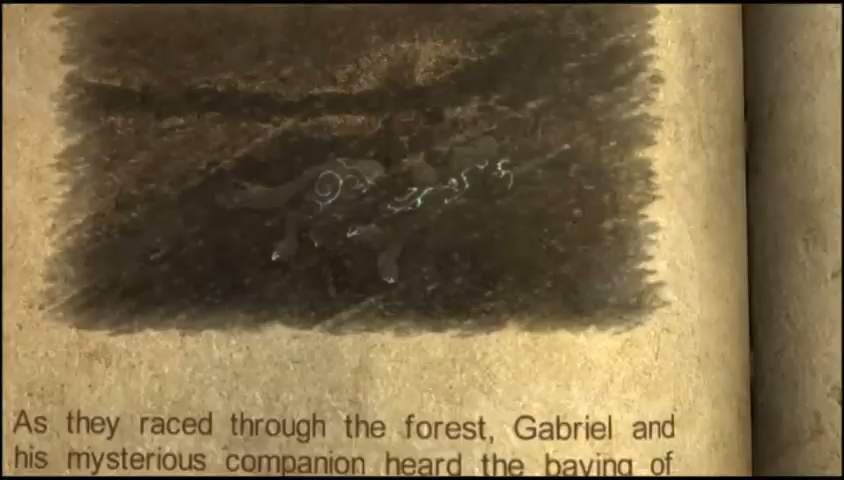 As they raced through the forest, Gabriel and
his mysterious companion heard the baying of